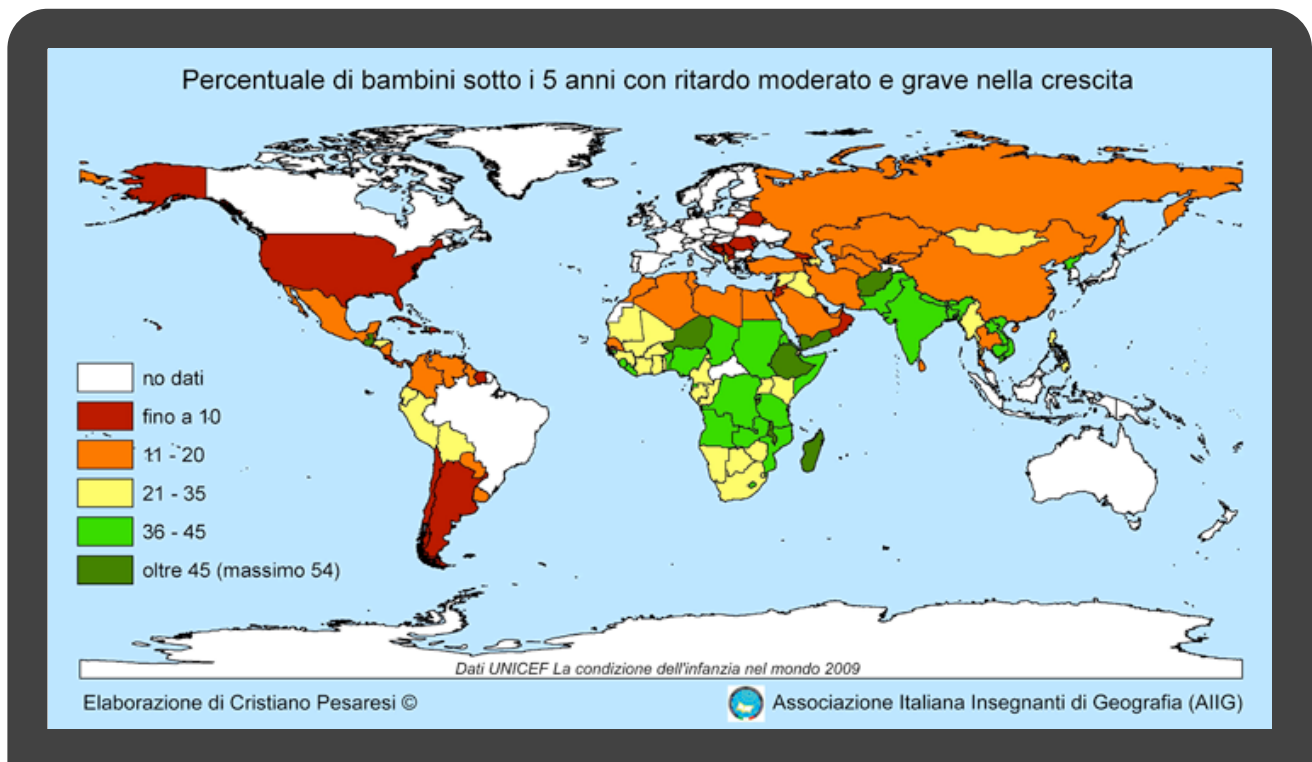 Percentuale di bambini sotto i 5 anni con ritardo moderato e grave nella crescita
no dati
fino a 10
11 - 20
21 - 35
36 - 45
oltre 45 (massimo 54)
Dati UNICEF La condizione dell'infanzia nel mondo 2009
Elaborazione di Cristiano Pesaresi ©
Associazione Italiana Insegnanti di Geografia (AIIG)